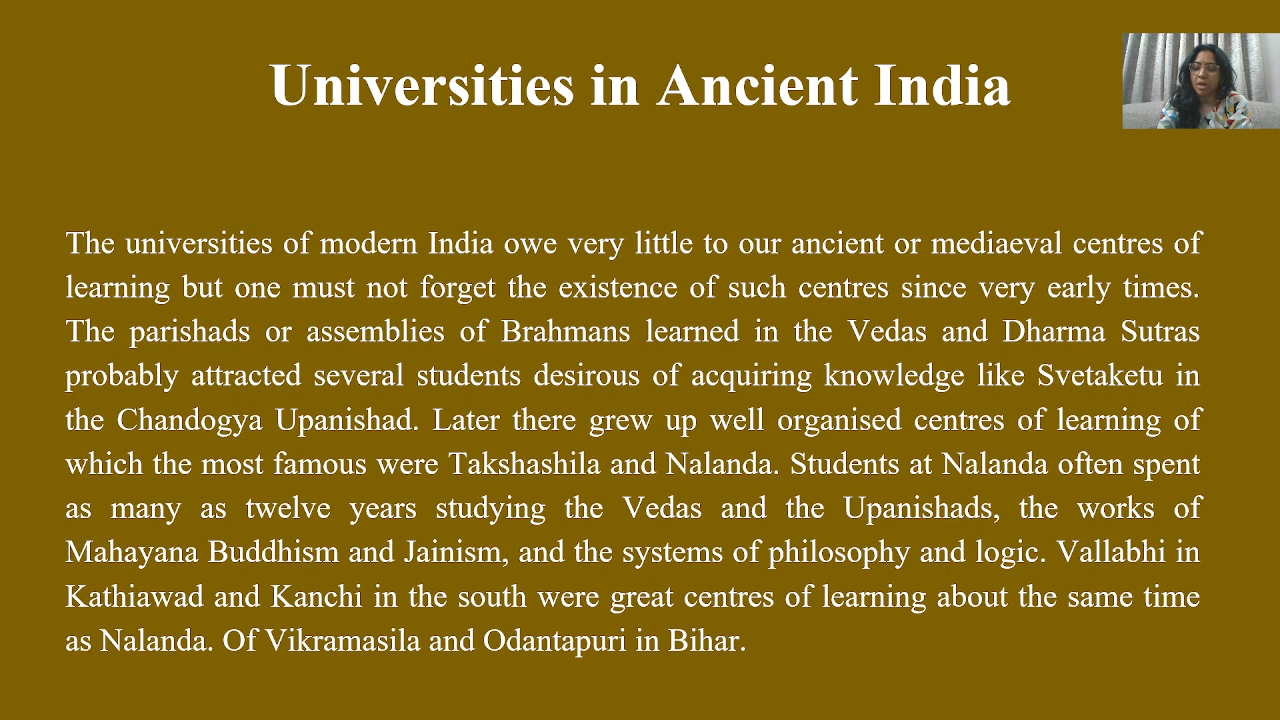 Universities in Ancient India
The universities of modern India owe very little to our ancient or mediaeval centres of
learning but one must not forget the existence of such centres since very early times.
The parishads or assemblies of Brahmans learned in the Vedas and Dharma Sutras
probably attracted several students desirous of acquiring knowledge like Svetaketu in
the Chandogya Upanishad. Later there grew up well organised centres of learning of
which the most famous were Takshashila and Nalanda. Students at Nalanda often spent
as many as twelve years studying the Vedas and the Upanishads, the works of
Mahayana Buddhism and Jainism, and the systems of philosophy and logic. Vallabhi in
Kathiawad and Kanchi in the south were great centres of learning about the same time
as Nalanda. Of Vikramasila and Odantapuri in Bihar.